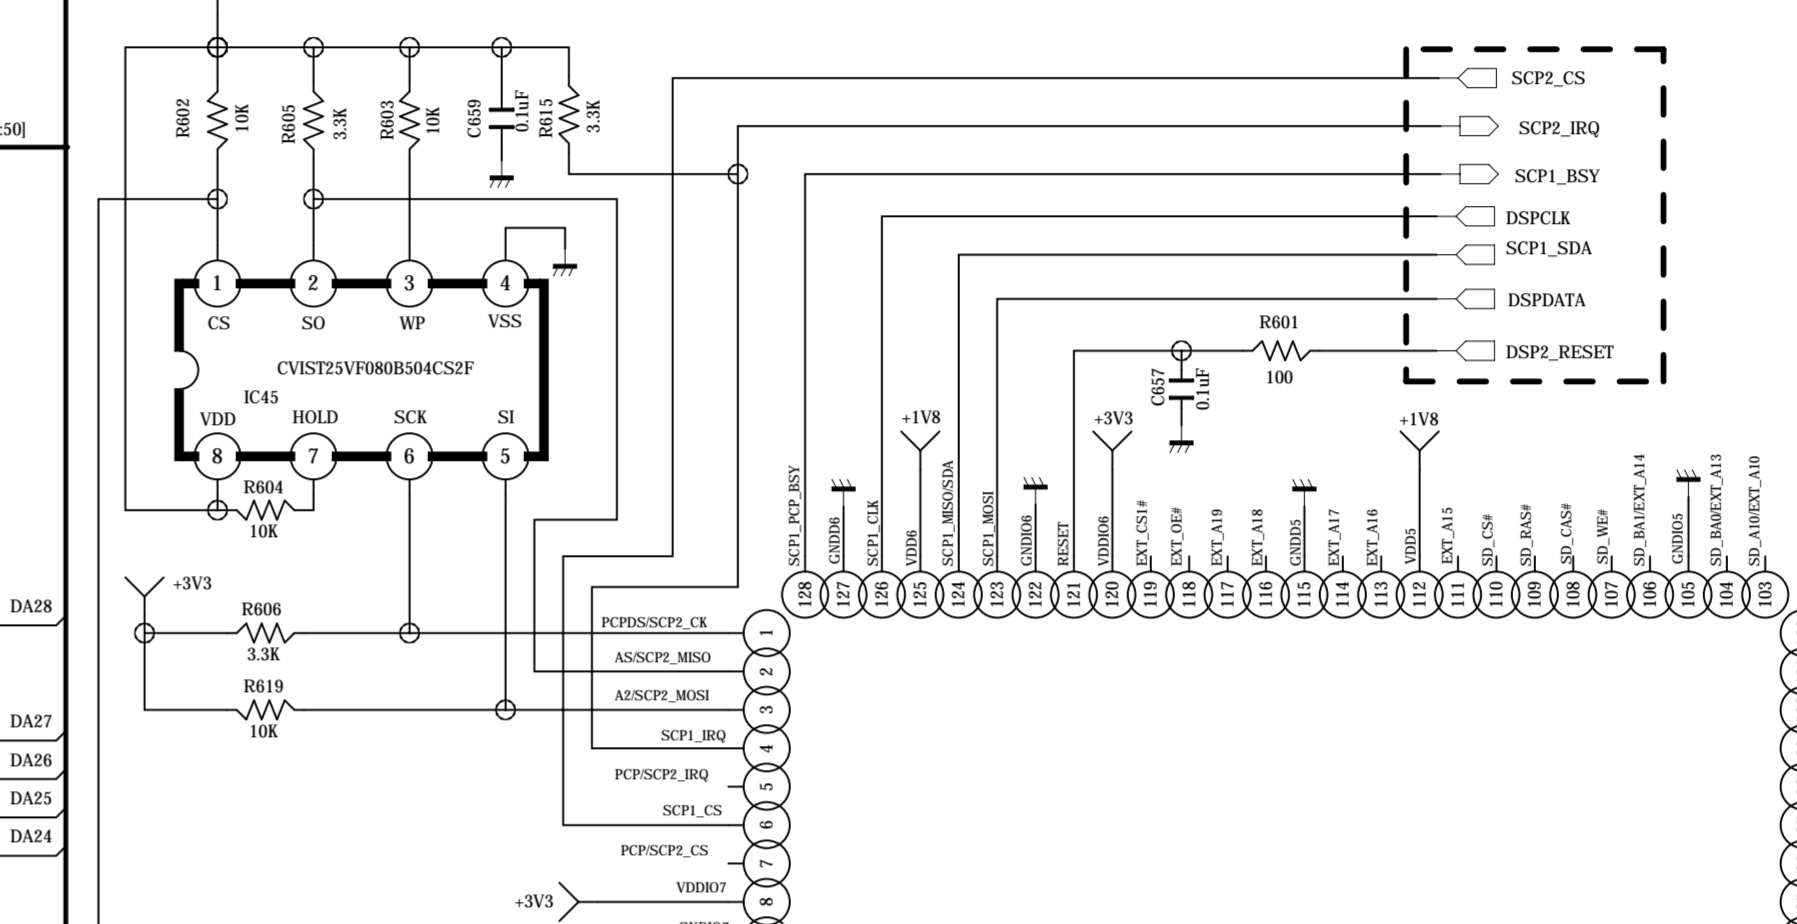 :50]
R602
10K
R605
3.3K
R603
10K
C659
0.1uF
R615
3.3K
SCP2_CS
SCP2_IRQ
SCP1_BSY
DSPCLK
SCP1_SDA
DSPDATA
DSP2_RESET
R601
100
C657
0.1uF
1
2
3
4
CS
SO
WP
VSS
CVIST25VF080B504CS2F
IC45
VDD
HOLD
SCK
SI
8
7
6
5
R604
10K
+3V3
R606
3.3K
R619
10K
DA28
DA27
DA26
DA25
DA24
+1V8
+3V3
+1V8
SCP1_PCP_BSY
GNDD6
SCP1_CLK
VDD6
SCP1_MISO/SDA
SCP1_MOSI
GNDIO6
RESET
VDDIO6
EXT_CS1#
EXT_OE#
EXT_A19
EXT_A18
GNDD5
EXT_A17
EXT_A16
VDD5
EXT_A15
SD_CS#
SD_RAS#
SD_CAS#
SD_WE#
SD_BA1/EXT_A14
GNDIO5
SD_BA0/EXT_A13
SD_A10/EXT_A10
128
127
126
125
124
123
122
121
120
119
118
117
116
115
114
113
112
111
110
109
108
107
106
105
104
103
PCPDS/SCP2_CK
1
AS/SCP2_MISO
2
A2/SCP2_MOSI
3
SCP1_IRQ
4
PCP/SCP2_IRQ
5
SCP1_CS
6
PCP/SCP2_CS
7
VDDIO7
+3V3
8